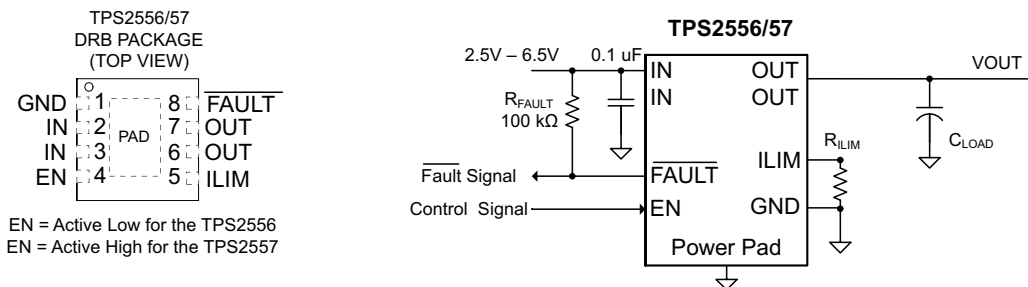 TPS2556/57
DRB PACKAGE
(TOP VIEW)
GND 1 8 FAULT
IN 2 PAD 7 OUT
IN 3 6 OUT
EN 4 5 ILIM
EN = Active Low for the TPS2556
EN = Active High for the TPS2557
TPS2556/57
2.5V – 6.5V 0.1 uF IN OUT VOUT
IN OUT
RFAULT
100 kΩ
RILIM
CLOAD
ILIM
Fault Signal FAULT
Control Signal EN GND
Power Pad